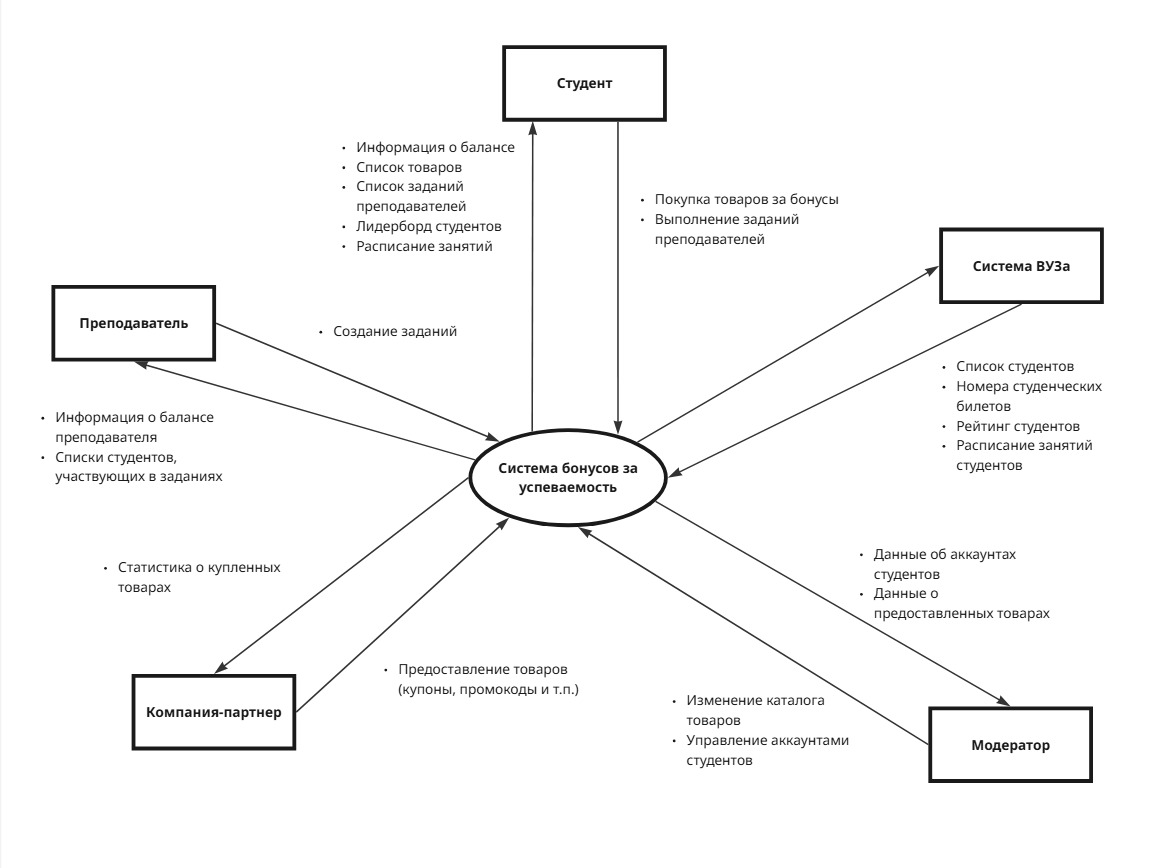 Студент
• Информация о балансе
• Список товаров
• Список заданий
преподавателей
• Лидерборд студентов
• Расписание занятий
• Покупка товаров за бонусы
• Выполнение заданий
преподавателей
Система ВУЗа
Преподаватель
• Создание заданий
• Список студентов
• Номера студенческих
билетов
• Рейтинг студентов
• Расписание занятий
студентов
• Информация о балансе
преподавателя
• Списки студентов,
участвующих в заданиях
Система бонусов за
успеваемость
• Статистика о купленных
товарах
• Данные об аккаунтах
студентов
• Данные о
предоставленных товарах
• Предоставление товаров
(купоны, промокоды и т.п.)
Компания-партнер
• Изменение каталога
товаров
• Управление аккаунтами
студентов
Модератор